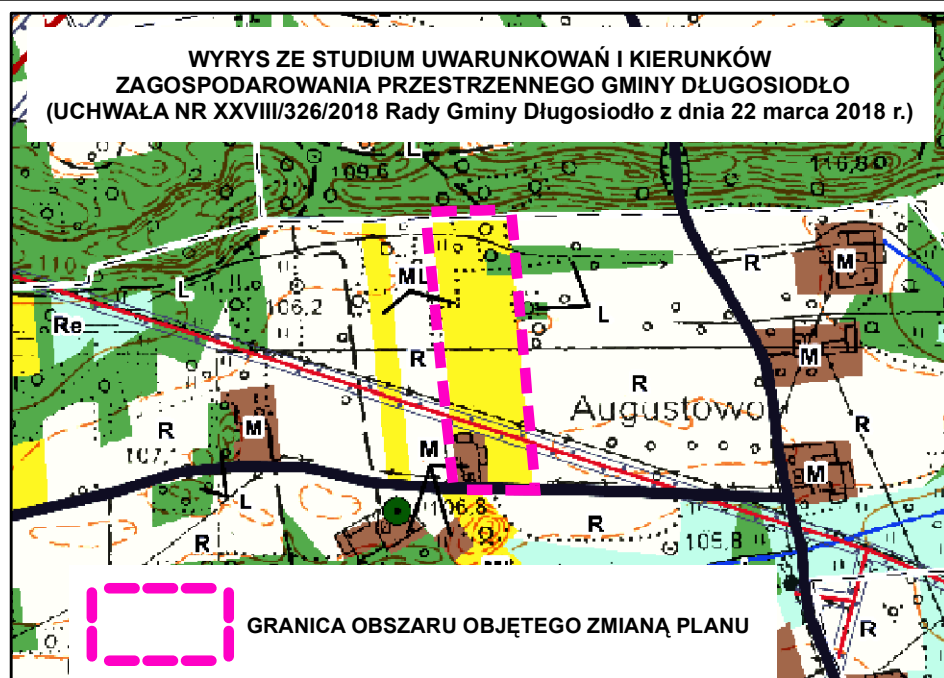 WYRYS ZE STUDIUM UWARUNKOWAŃ I KIERUNKÓW
ZAGOSPODAROWANIA PRZESTRZENNEGO GMINY DŁUGOSIODŁO
(UCHWAŁA NR XXVIII/326/2018 Rady Gminy Długosiodło z dnia 22 marca 2018 r.)
L
109,6
116,8
110
ML
R
M
L
106,2
Re
L
R
M
R
Augustowo
R
M
107,1
M
R
L
106,8
M
R
R
105,8
R
GRANICA OBSZARU OBJĘTEGO ZMIANĄ PLANU